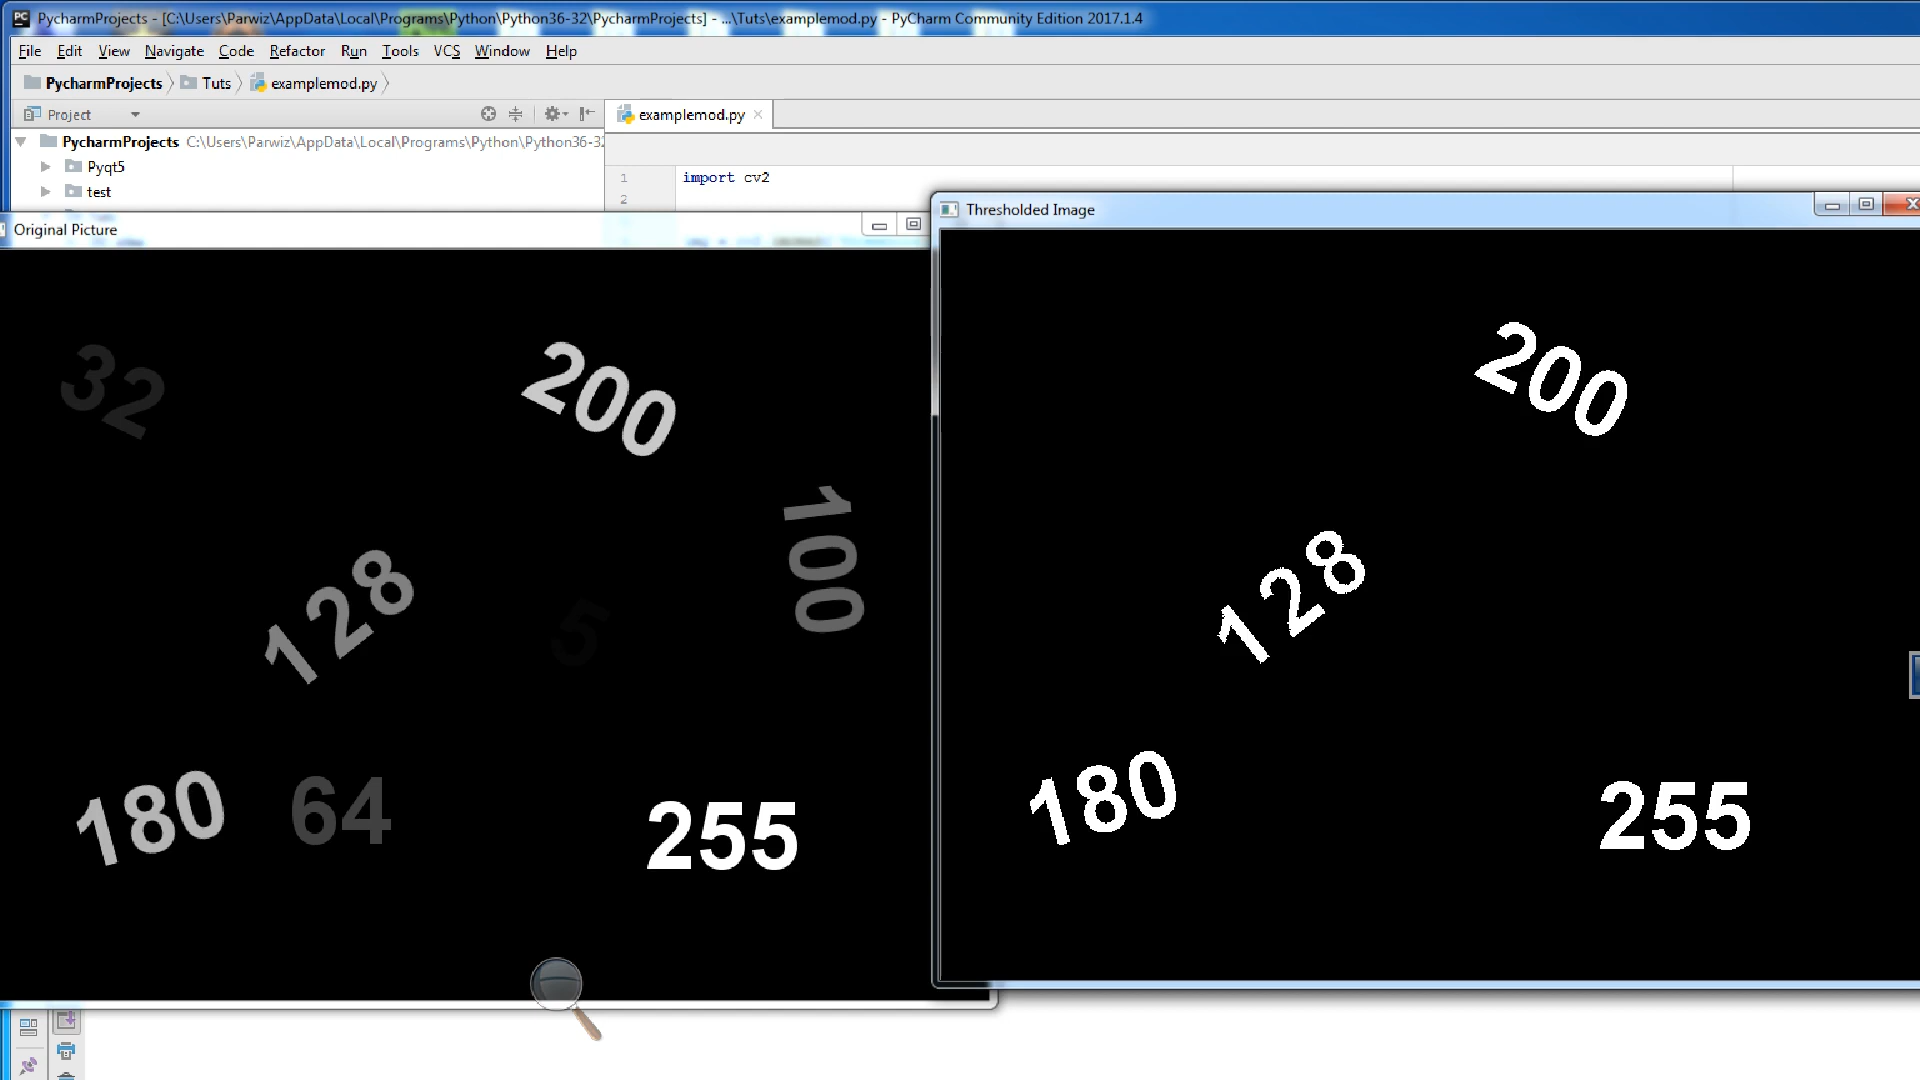 PycharmProjects - [C:\Users\Parwiz\AppData\Local\Programs\Python\Python36-32\PycharmProjects] - ...\Tuts\examplemod.py - PyCharm Community Edition 2017.1.4
File Edit View Navigate Code Refactor Run Tools VCS Window Help
PycharmProjects Tuts examplemod.py
Project
examplemod.py
PycharmProjects C:\Users\Parwiz\AppData\Local\Programs\Python\Python36-32
Pyqt5
test
1 import cv2
2
Original Picture
32
200
100
128
5
180
64
255
Thresholded Image
200
128
180
255